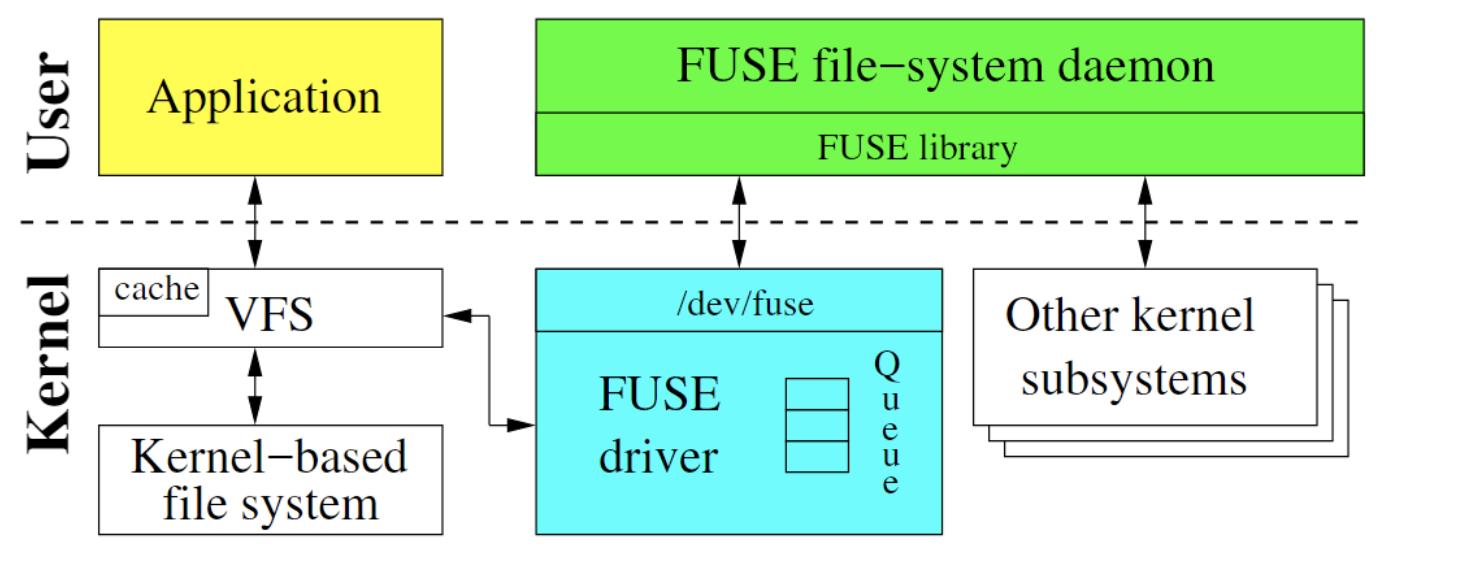 User
Application
FUSE file−system daemon
FUSE library
Kernel
cache
VFS
Kernel−based
file system
/dev/fuse
FUSE
driver
Queue
Other kernel
subsystems